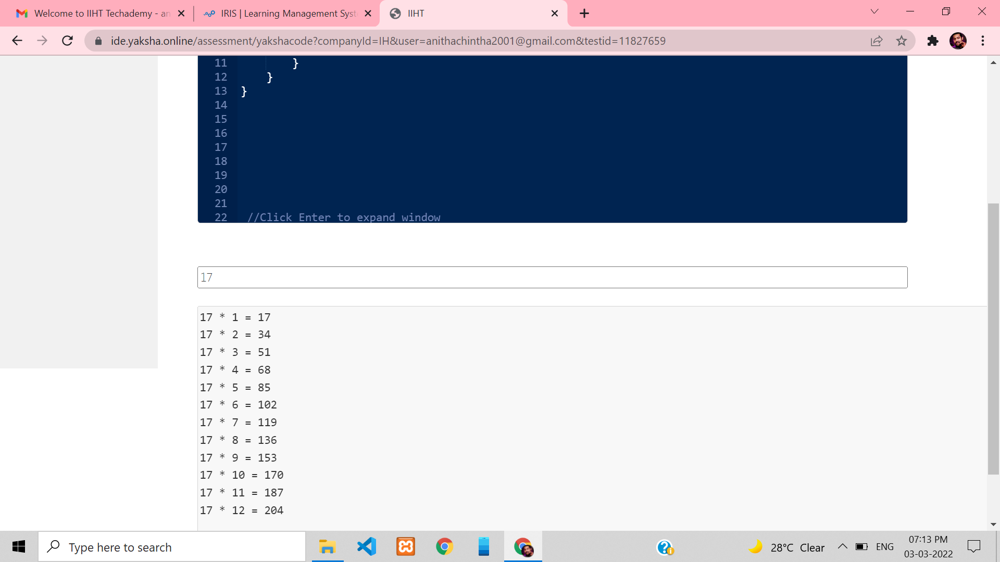 Welcome to IIHT Techademy - an
IRIS | Learning Management Syst
IIHT
ide.yaksha.online/assessment/yakshacode?companyId=IH&user=anithachintha2001@gmail.com&testid=11827659
11 }
12 }
13 }
14
15
16
17
18
19
20
21
22 //Click Enter to expand window
17
17 * 1 = 17
17 * 2 = 34
17 * 3 = 51
17 * 4 = 68
17 * 5 = 85
17 * 6 = 102
17 * 7 = 119
17 * 8 = 136
17 * 9 = 153
17 * 10 = 170
17 * 11 = 187
17 * 12 = 204
Type here to search
28°C Clear
ENG
07:13 PM
03-03-2022